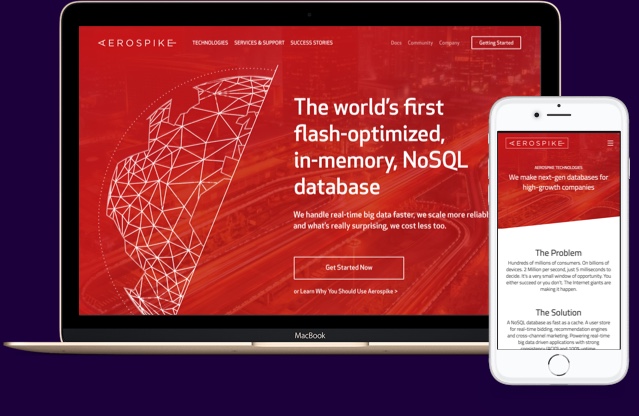 AEROSPIKE
TECHNOLOGIES SERVICES & SUPPORT SUCCESS STORIES
Docs Community Company
Getting Started
The world's first
flash-optimized,
in-memory, NoSQL
database
We handle real-time big data faster, we scale more reliabl
and what's really surprising, we cost less too.
Get Started Now
or Learn Why You Should Use Aerospike >
MacBook
AEROSPIKE
AEROSPIKE TECHNOLOGIES
We make next-gen databases for
high-growth companies
The Problem
Hundreds of millions of consumers. On billions of
devices. 2 Million per second, just 5 milliseconds to
decide. It's a very small window of opportunity. You
either succeed or you don't. The Internet giants are
making it happen.
The Solution
A NoSQL database as fast as a cache. A user store
for real-time bidding, recommendation engines
and cross-channel marketing. Powering real-time
big data driven applications with strong